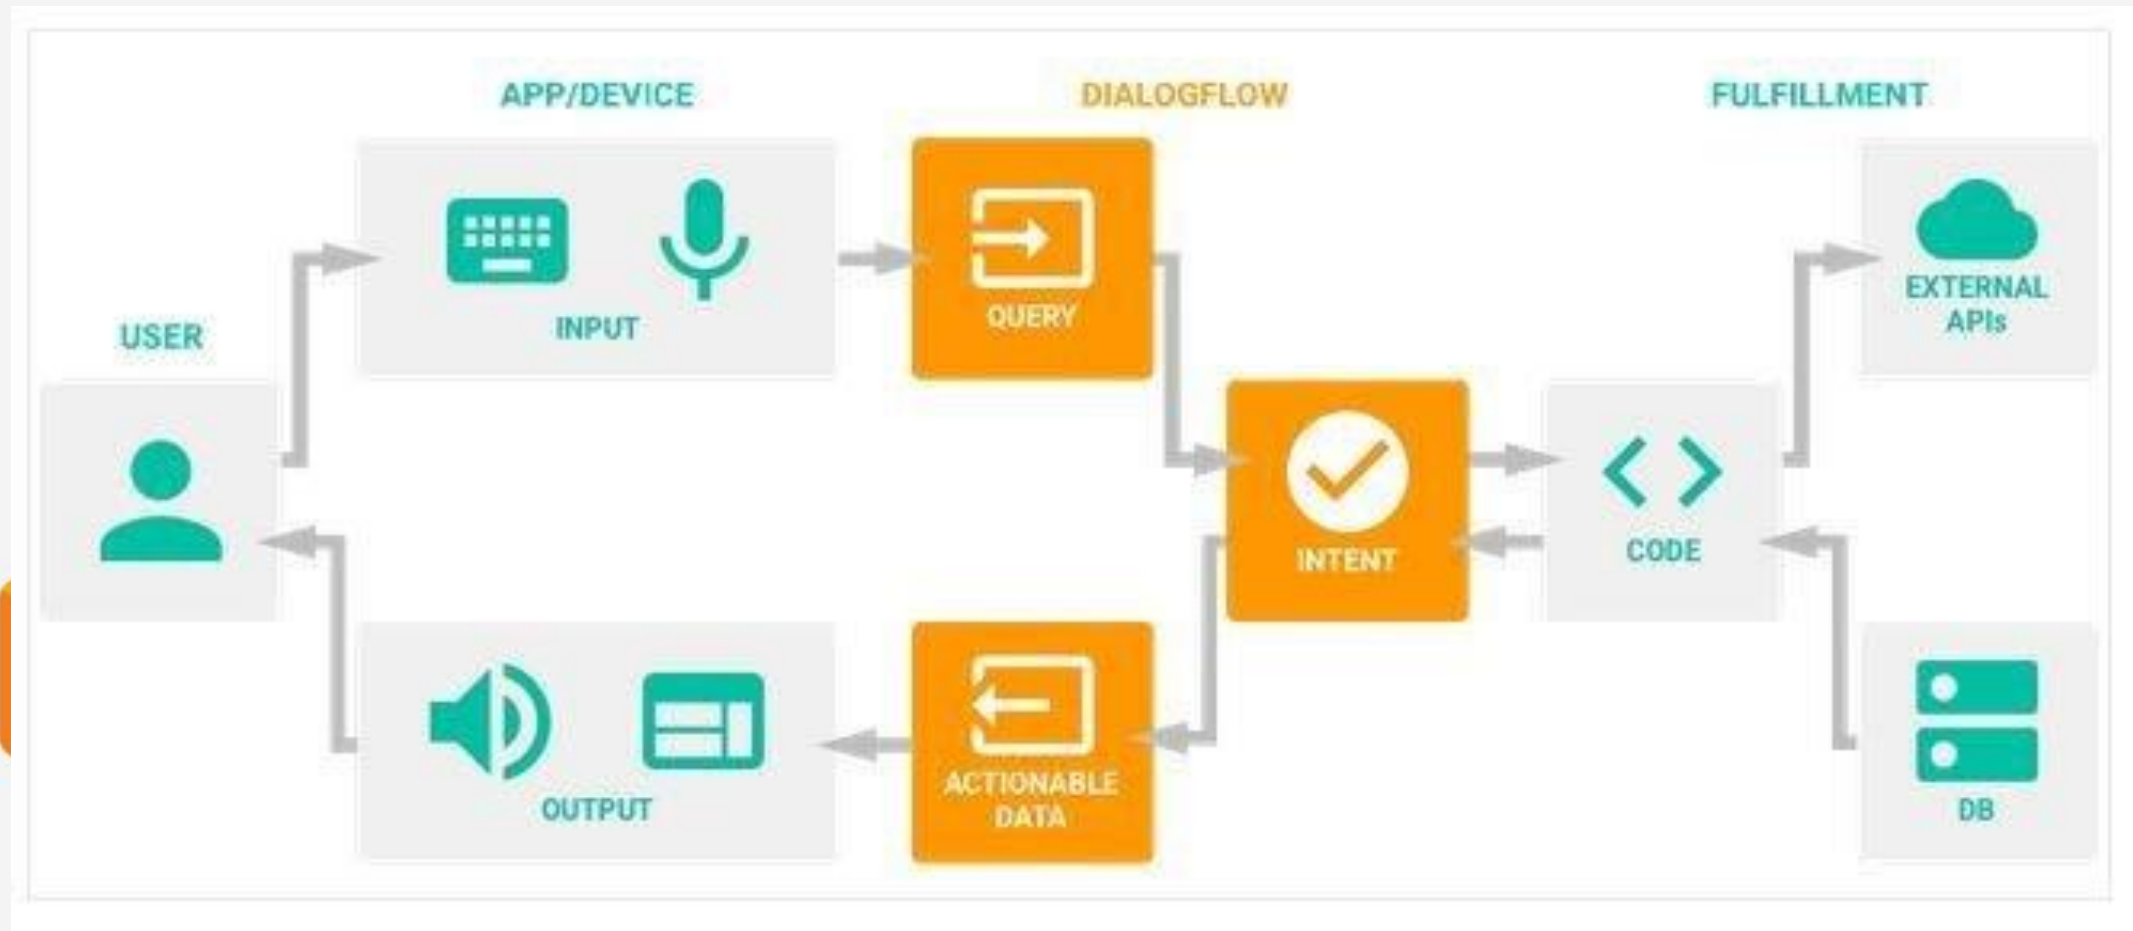 APP/DEVICE
DIALOGFLOW
FULFILLMENT
INPUT
QUERY
EXTERNAL
APIs
USER
INTENT
CODE
OUTPUT
ACTIONABLE
DATA
DB